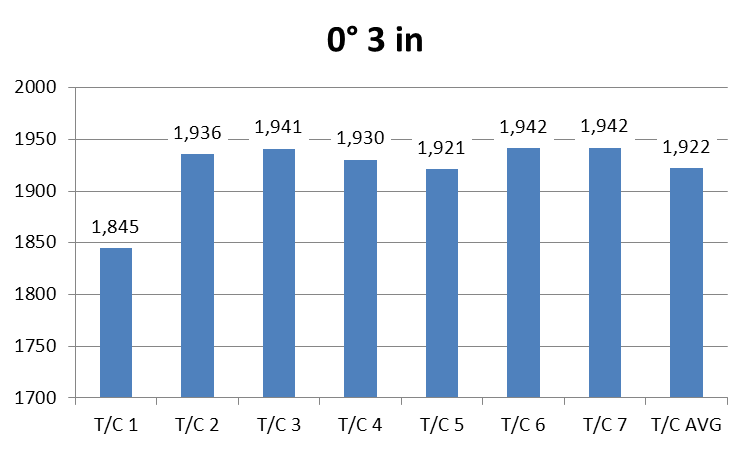 0° 3 in
2000
1950
1900
1850
1800
1750
1700
1,845
1,936
1,941
1,930
1,921
1,942
1,942
1,922
T/C 1
T/C 2
T/C 3
T/C 4
T/C 5
T/C 6
T/C 7
T/C AVG